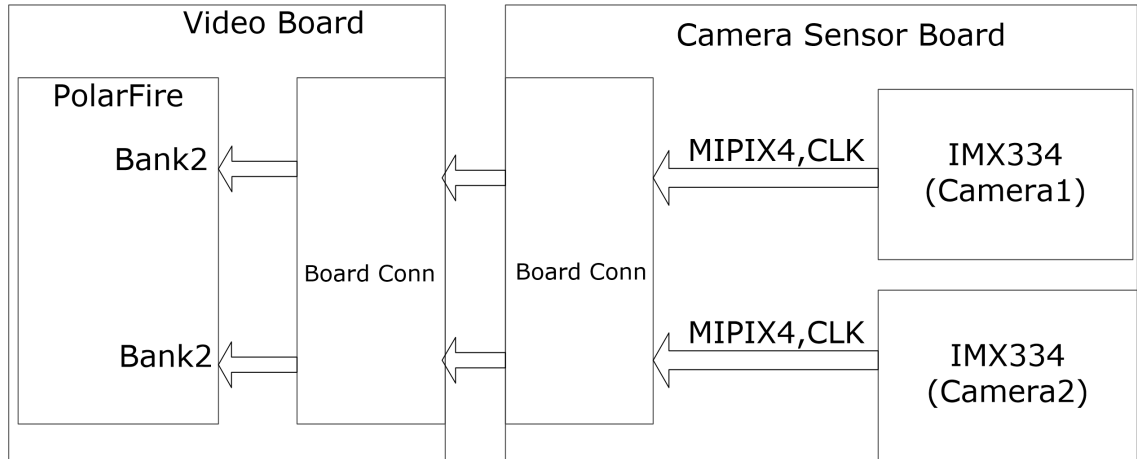 Video Board
Camera Sensor Board
PolarFire
Bank2
MIPIX4,CLK
IMX334
(Camera1)
Board Conn
Board Conn
Bank2
MIPIX4,CLK
IMX334
(Camera2)